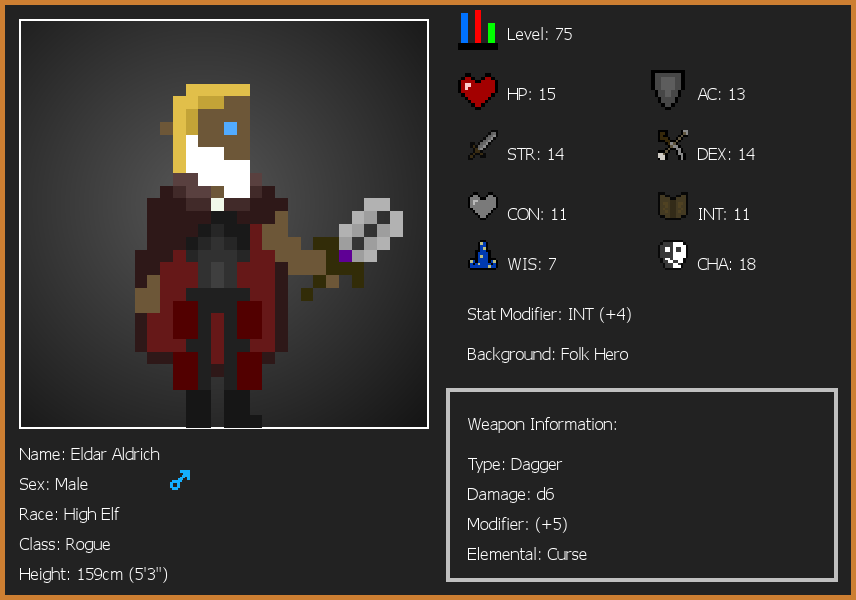 Level: 75
HP: 15
AC: 13
STR: 14
DEX: 14
CON: 11
INT: 11
WIS: 7
CHA: 18
Stat Modifier: INT (+4)
Background: Folk Hero
Weapon Information:
Type: Dagger
Damage: d6
Modifier: (+5)
Elemental: Curse
Name: Eldar Aldrich
Sex: Male
Race: High Elf
Class: Rogue
Height: 159cm (5'3")